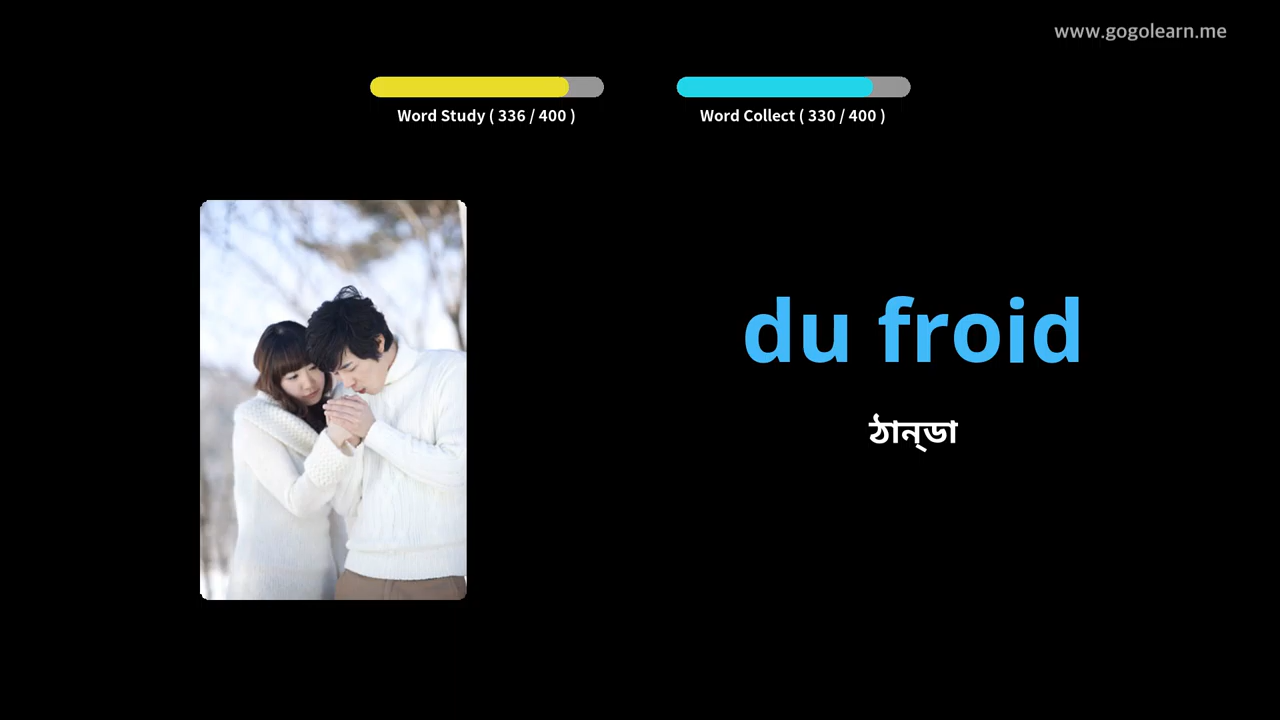 www.gogolearn.me
Word Study ( 336 / 400 )
Word Collect ( 330 / 400 )
du froid
ঠান্‌ডা